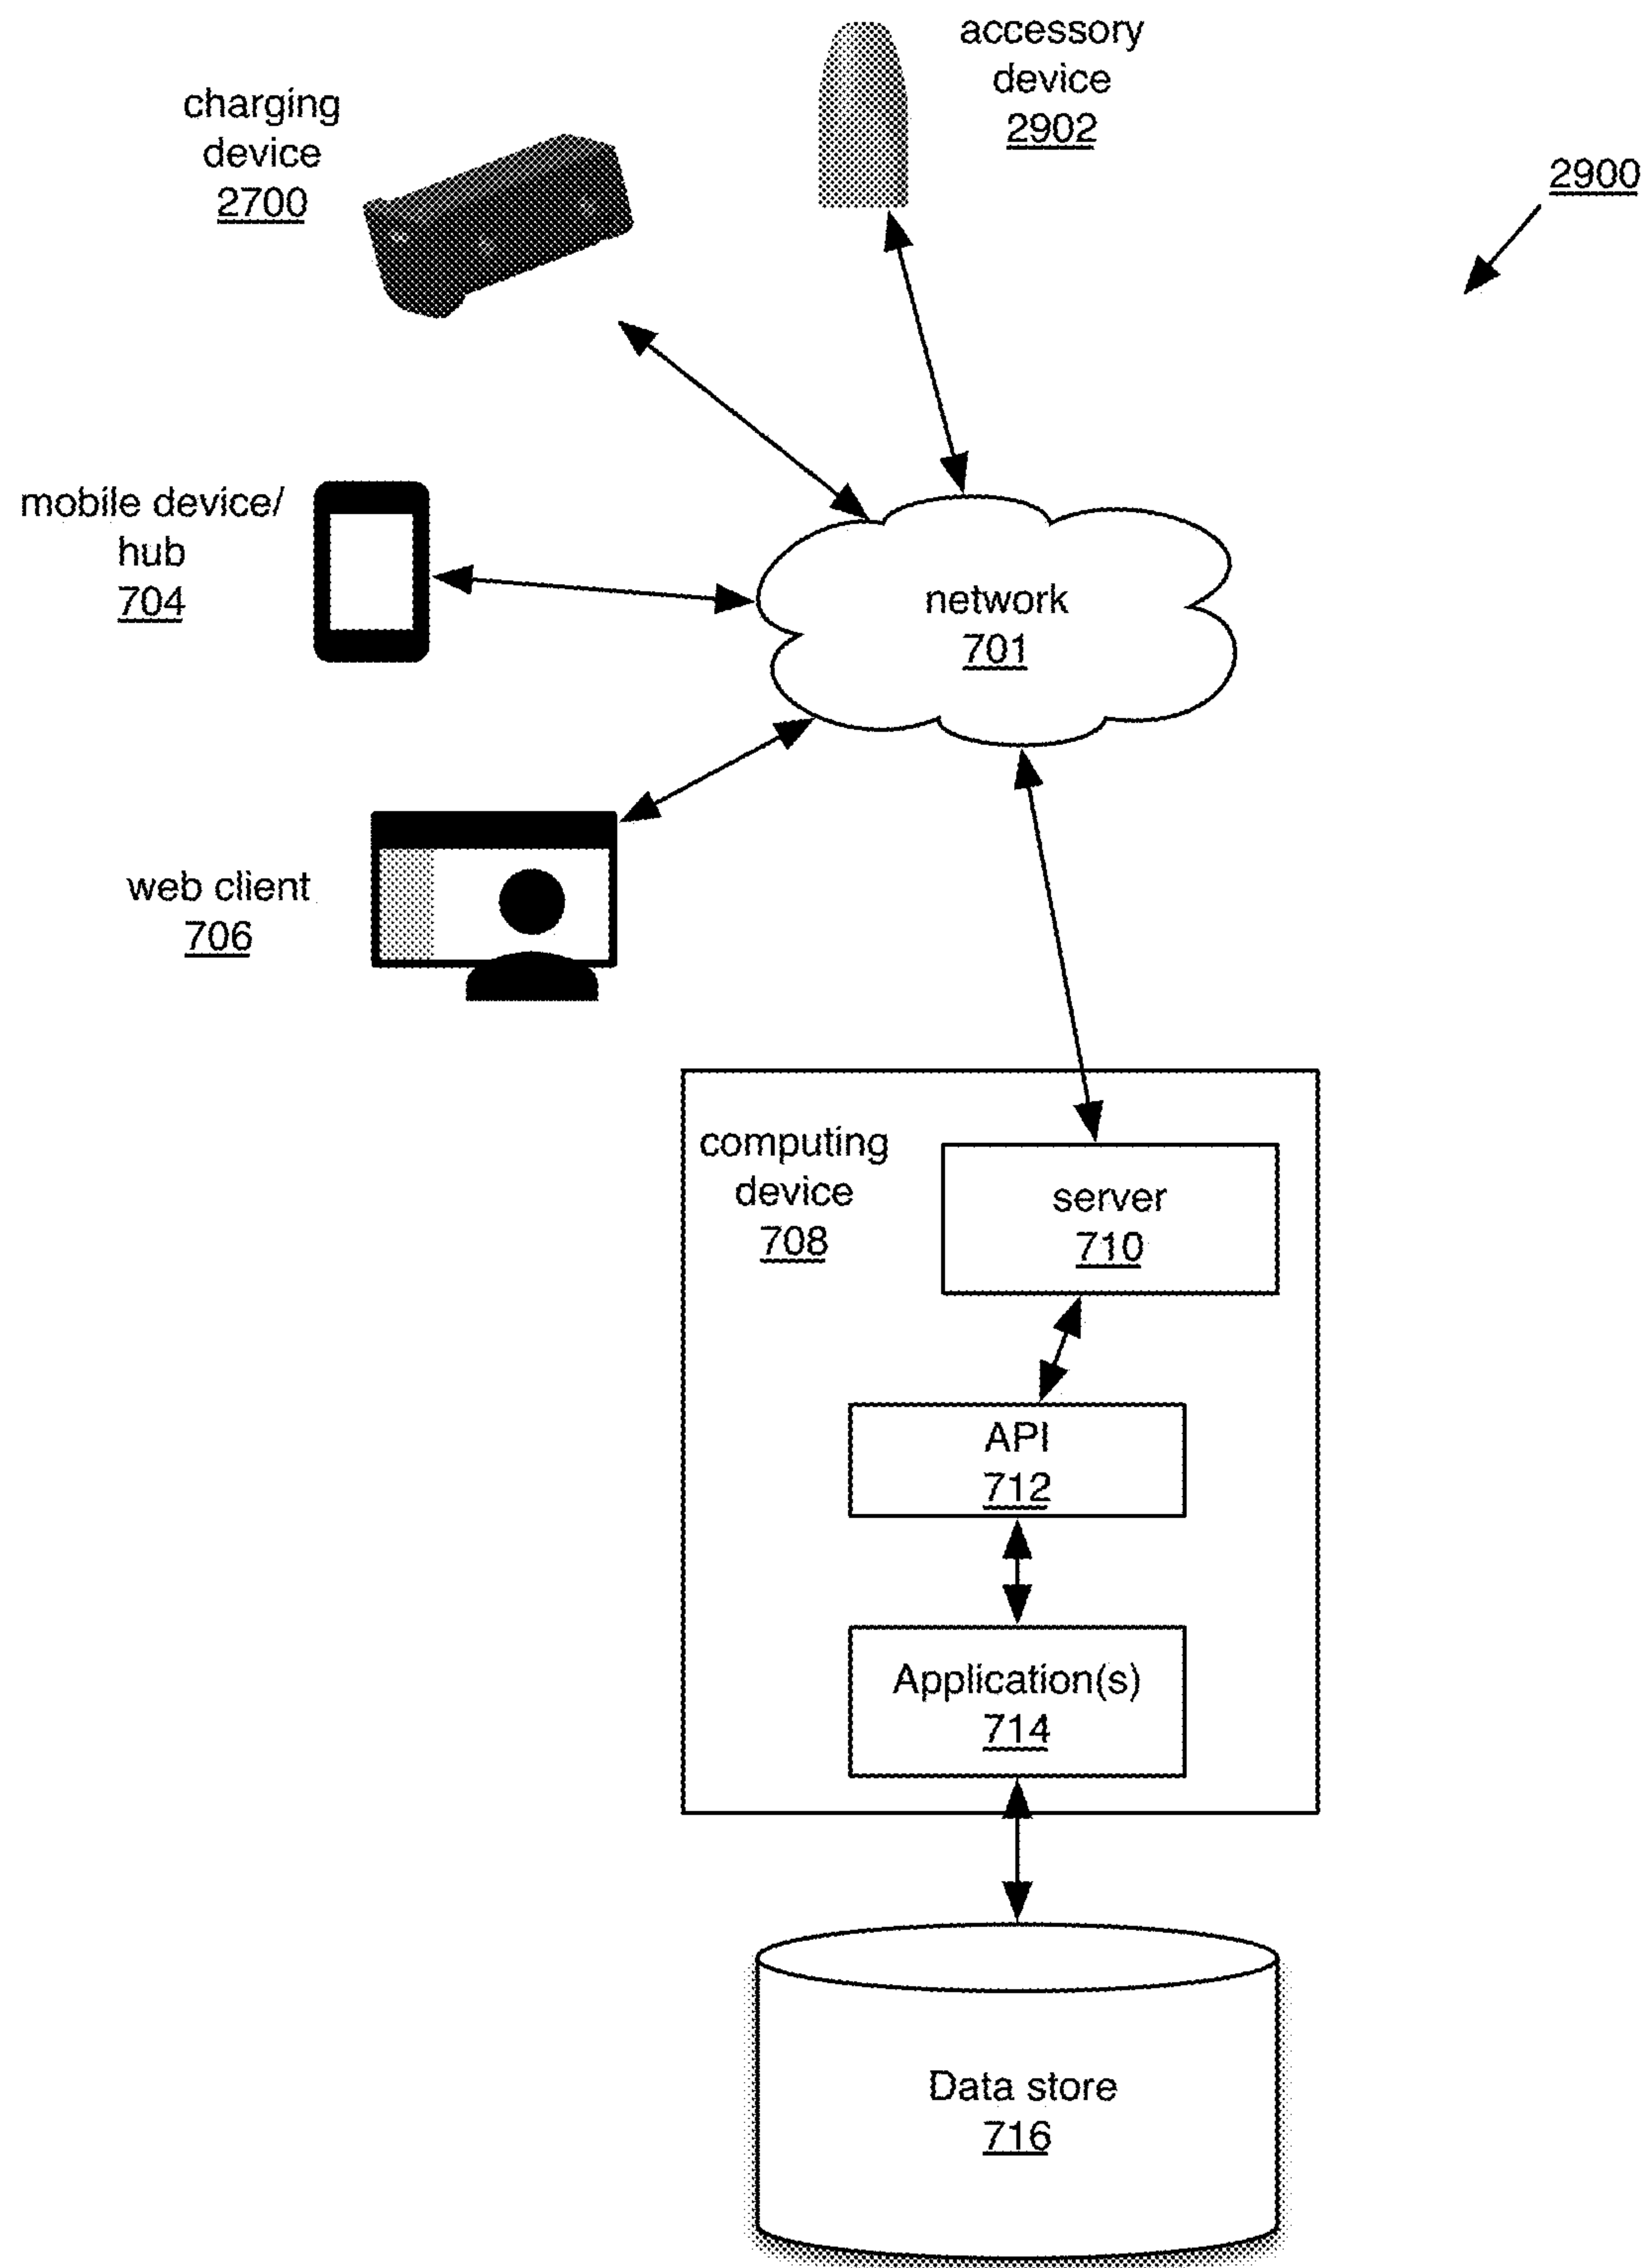 accessory
device
2902
charging
device
2700
2900
mobile device/
hub
704
network
701
web client
706
computing
device
708
server
710
API
712
Application(s)
714
Data store
716